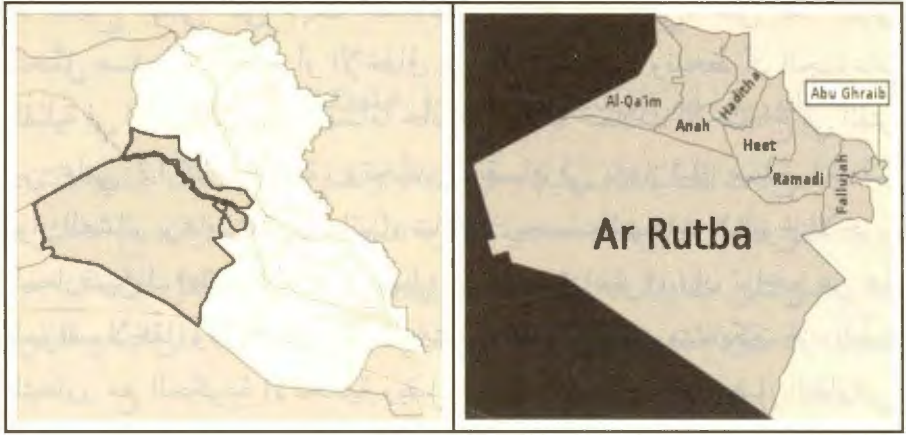 Al-Qa'im
Haditha
Abu Ghraib
Anah
Heet
Ramadi
Fallujah
Ar Rutba